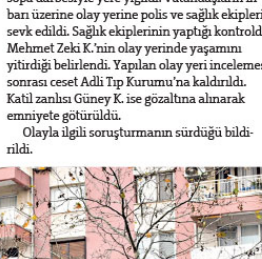 sopa darbesiyle yere yığıldı. Vatandaşların ih-
barı üzerine olay yerine polis ve sağlık ekipleri
sevk edildi. Sağlık ekiplerinin yaptığı kontrolde
Mehmet Zeki K.’nin olay yerinde yaşamını
yitirdiği belirlendi. Yapılan olay yeri incelemesi
sonrası ceset Adli Tıp Kurumu’na kaldırıldı.
Katil zanlısı Güney K. ise gözaltına alınarak
emniyete götürüldü.
Olayla ilgili soruşturmanın sürdüğü bildi-
rildi.